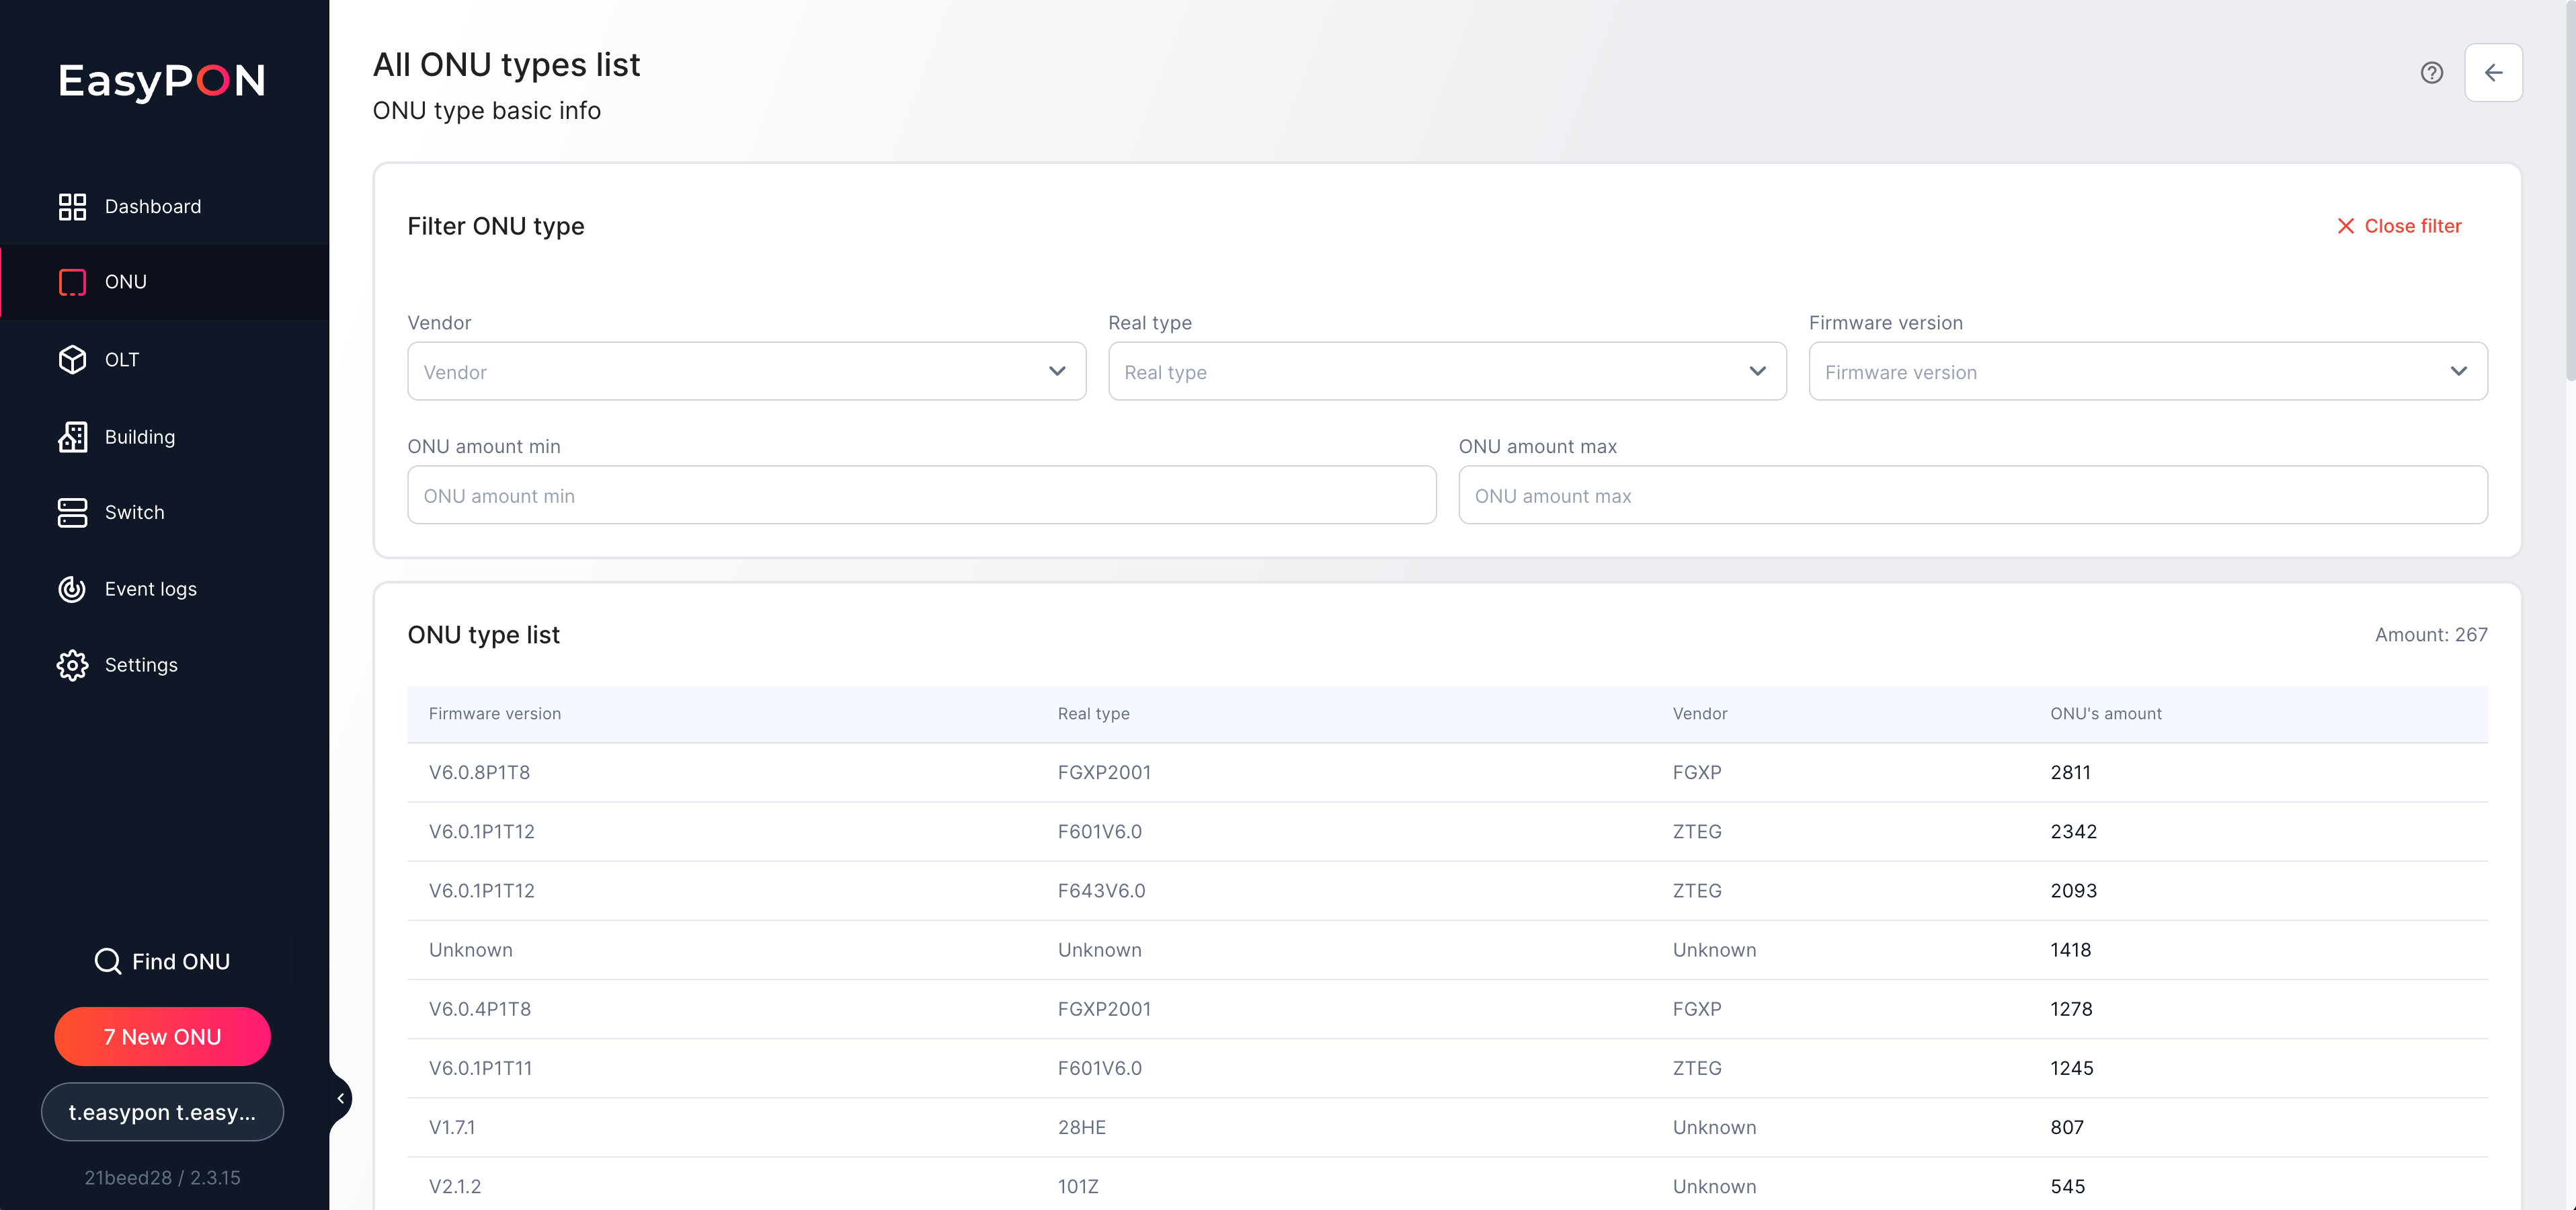 EasyPON
Dashboard
ONU
OLT
Building
Switch
Event logs
Settings
Find ONU
7 New ONU
t.easypon t.easy...
21beed28 / 2.3.15
All ONU types list
ONU type basic info
Filter ONU type
Close filter
Vendor Real type Firmware version
Vendor Real type Firmware version
ONU amount min ONU amount max
ONU amount min ONU amount max
ONU type list
Amount: 267
Firmware version Real type Vendor ONU's amount
V6.0.8P1T8 FGXP2001 FGXP 2811
V6.0.1P1T12 F601V6.0 ZTEG 2342
V6.0.1P1T12 F643V6.0 ZTEG 2093
Unknown Unknown Unknown 1418
V6.0.4P1T8 FGXP2001 FGXP 1278
V6.0.1P1T11 F601V6.0 ZTEG 1245
V1.7.1 28HE Unknown 807
V2.1.2 101Z Unknown 545